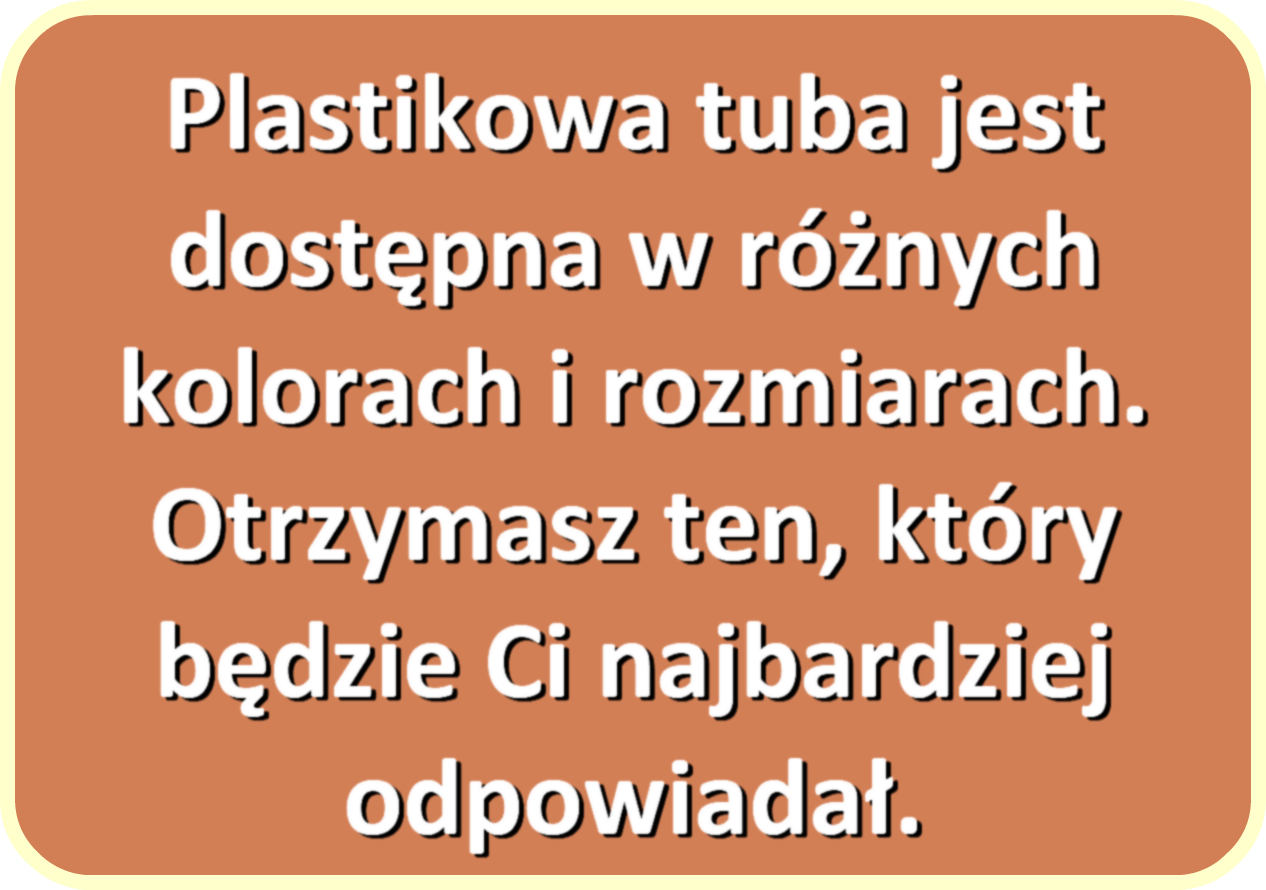 Plastikowa tuba jest
dostępna w różnych
kolorach i rozmiarach.
Otrzymasz ten, który
będzie Ci najbardziej
odpowiadał.